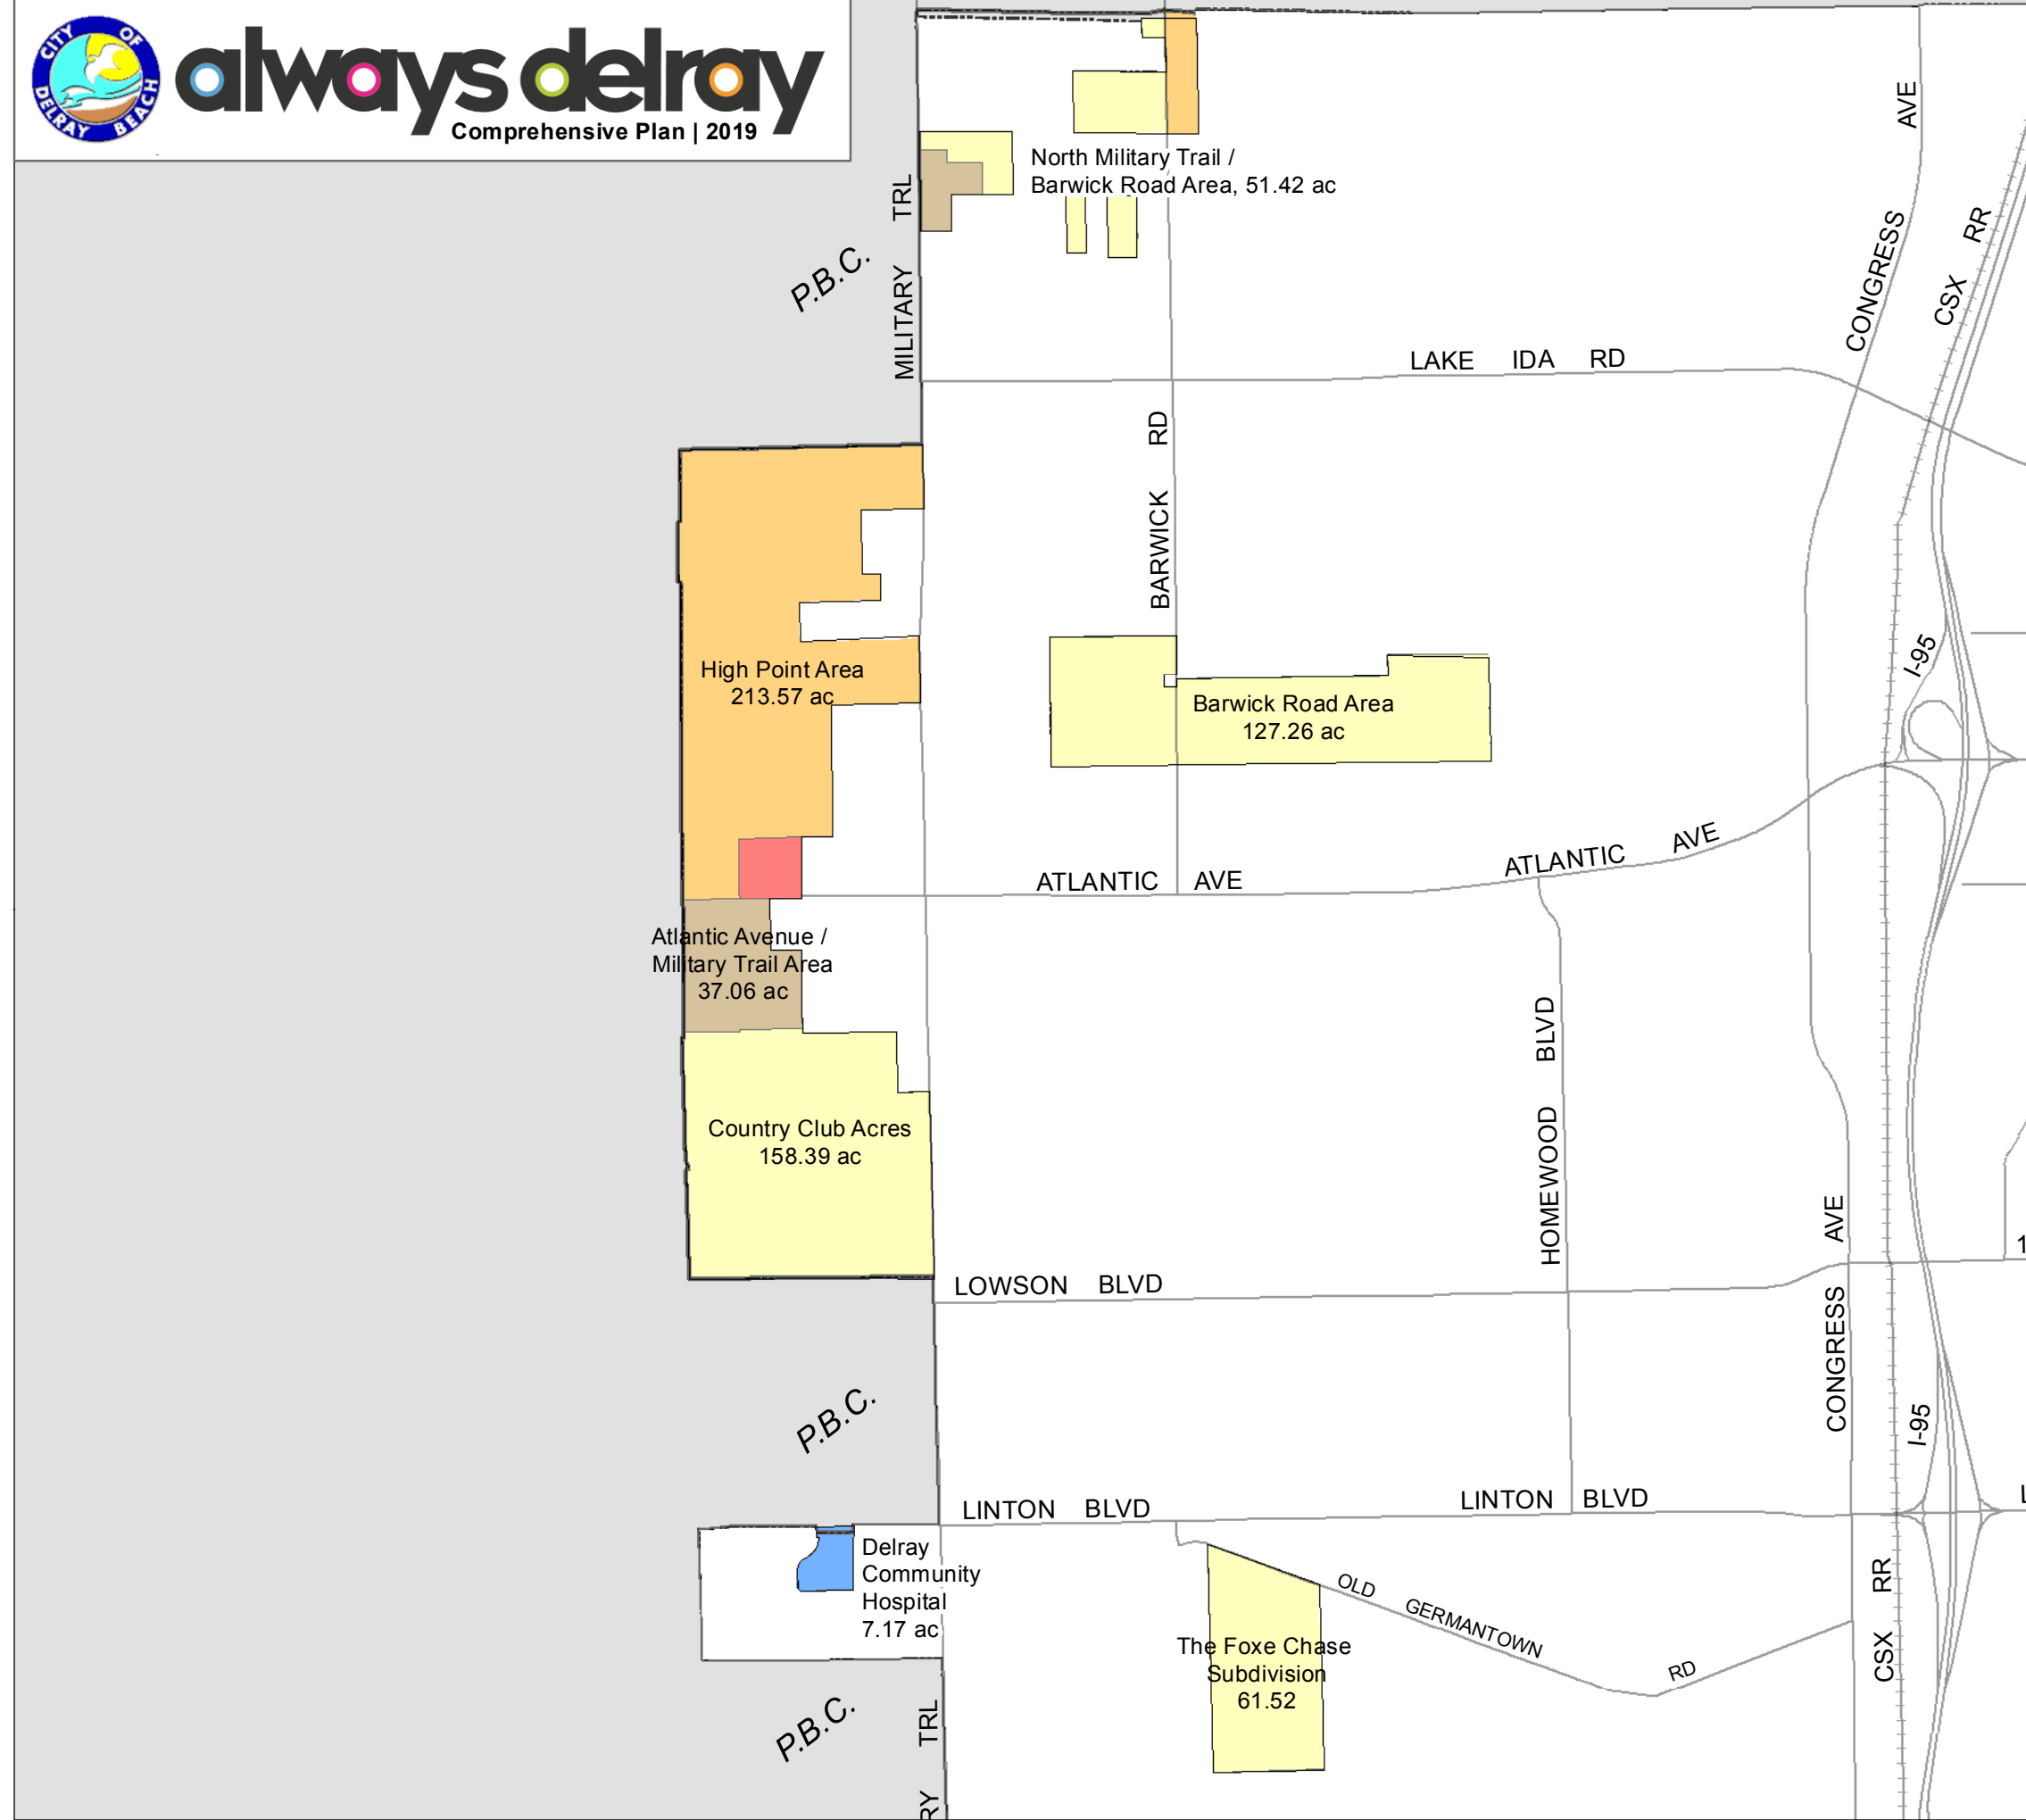 CITY OF
DELRAY BEACH
always delray
Comprehensive Plan | 2019
North Military Trail /
Barwick Road Area, 51.42 ac
AVE
CONGRESS
CSX RR
MILITARY TRL
P.B.C.
LAKE IDA RD
BARWICK RD
I-95
High Point Area
213.57 ac
Barwick Road Area
127.26 ac
ATLANTIC AVE
ATLANTIC AVE
Atlantic Avenue /
Military Trail Area
37.06 ac
HOMEWOOD BLVD
Country Club Acres
158.39 ac
CONGRESS AVE
1
LOWSON BLVD
P.B.C.
I-95
LINTON BLVD
LINTON BLVD
L
Delray
Community
Hospital
7.17 ac
OLD GERMANTOWN RD
CSX RR
The Foxe Chase
Subdivision
61.52
P.B.C.
RY TRL